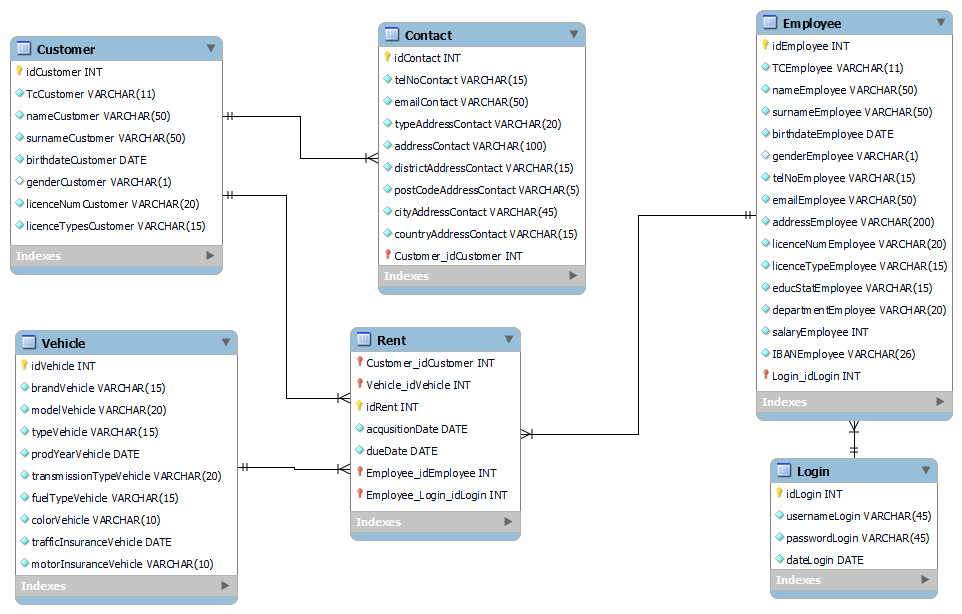 Customer
idCustomer INT
TcCustomer VARCHAR(11)
nameCustomer VARCHAR(50)
surnameCustomer VARCHAR(50)
birthdateCustomer DATE
genderCustomer VARCHAR(1)
licenceNumCustomer VARCHAR(20)
licenceTypesCustomer VARCHAR(15)
Indexes
Contact
idContact INT
telNoContact VARCHAR(15)
emailContact VARCHAR(50)
typeAddressContact VARCHAR(20)
addressContact VARCHAR(100)
districtAddressContact VARCHAR(15)
postCodeAddressContact VARCHAR(5)
cityAddressContact VARCHAR(45)
countryAddressContact VARCHAR(15)
Customer_idCustomer INT
Indexes
Employee
idEmployee INT
TCEmployee VARCHAR(11)
nameEmployee VARCHAR(50)
surnameEmployee VARCHAR(50)
birthdateEmployee DATE
genderEmployee VARCHAR(1)
telNoEmployee VARCHAR(15)
emailEmployee VARCHAR(50)
addressEmployee VARCHAR(200)
licenceNumEmployee VARCHAR(20)
licenceTypeEmployee VARCHAR(15)
educStatEmployee VARCHAR(15)
departmentEmployee VARCHAR(20)
salaryEmployee INT
IBANEmployee VARCHAR(26)
Login_idLogin INT
Indexes
Vehicle
idVehicle INT
brandVehicle VARCHAR(15)
modelVehicle VARCHAR(20)
typeVehicle VARCHAR(15)
prodYearVehicle DATE
transmissionTypeVehicle VARCHAR(20)
fuelTypeVehicle VARCHAR(15)
colorVehicle VARCHAR(10)
trafficInsuranceVehicle DATE
motorInsuranceVehicle VARCHAR(10)
Indexes
Rent
Customer_idCustomer INT
Vehicle_idVehicle INT
idRent INT
acqusitionDate DATE
dueDate DATE
Employee_idEmployee INT
Employee_Login_idLogin INT
Indexes
Login
idLogin INT
usernameLogin VARCHAR(45)
passwordLogin VARCHAR(45)
dateLogin DATE
Indexes